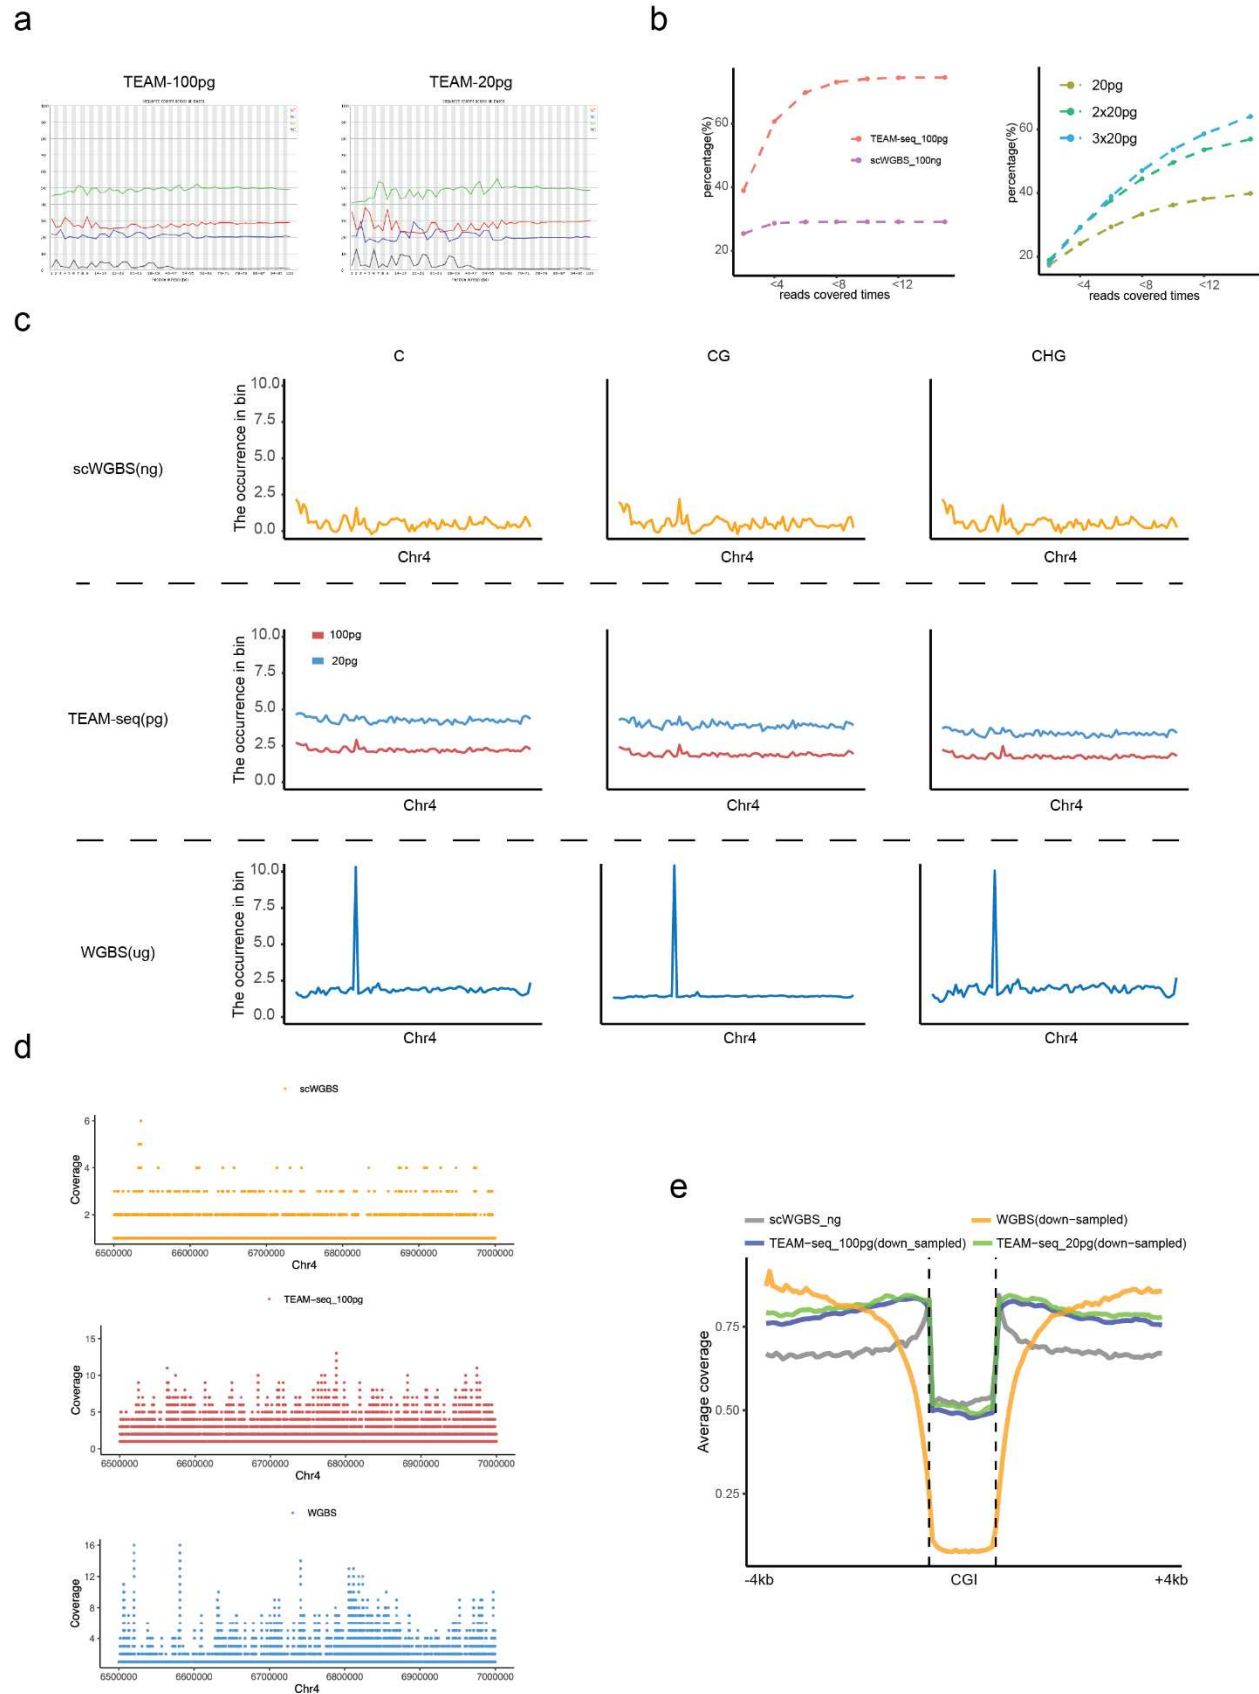 a
b
TEAM-100pg
TEAM-20pg
percentage(%)
60
40
20
TEAM-seq_100pg
scWGBS_100ng
<4
<8
<12
reads covered times
percentage(%)
60
40
20
20pg
2x20pg
3x20pg
<4
<8
<12
reads covered times
c
C
CG
CHG
scWGBS(ng)
The occurrence in bin
10.0
7.5
5.0
2.5
0.0
Chr4
Chr4
Chr4
TEAM-seq(pg)
The occurrence in bin
10.0
7.5
5.0
2.5
0.0
100pg
20pg
Chr4
Chr4
Chr4
WGBS(ug)
The occurrence in bin
10.0
7.5
5.0
2.5
0.0
Chr4
Chr4
Chr4
d
scWGBS
Coverage
6
4
2
6500000 6600000 6700000 6800000 6900000 7000000
Chr4
TEAM-seq_100pg
Coverage
15
10
5
0
6500000 6600000 6700000 6800000 6900000 7000000
Chr4
WGBS
Coverage
16
12
8
4
6500000 6600000 6700000 6800000 6900000 7000000
Chr4
e
scWGBS_ng
WGBS(down-sampled)
TEAM-seq_100pg(down_sampled)
TEAM-seq_20pg(down-sampled)
Average coverage
0.75
0.50
0.25
-4kb
CGI
+4kb